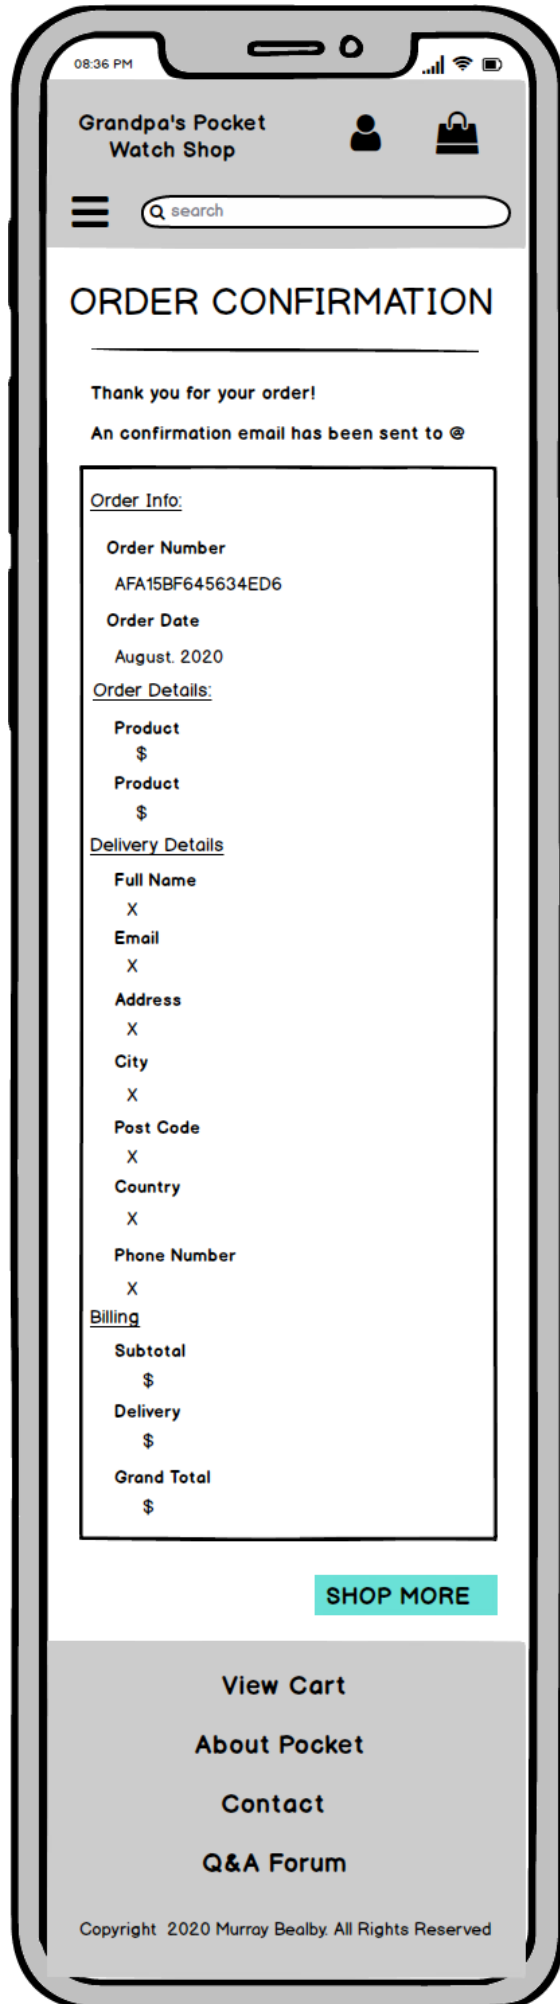 08:36 PM
Grandpa's Pocket
Watch Shop
search
ORDER CONFIRMATION
Thank you for your order!
An confirmation email has been sent to @
Order Info:
Order Number
AFA15BF645634ED6
Order Date
August. 2020
Order Details:
Product
$
Product
$
Delivery Details
Full Name
X
Email
X
Address
X
City
X
Post Code
X
Country
X
Phone Number
X
Billing
Subtotal
$
Delivery
$
Grand Total
$
SHOP MORE
View Cart
About Pocket
Contact
Q&A Forum
Copyright 2020 Murray Bealby. All Rights Reserved